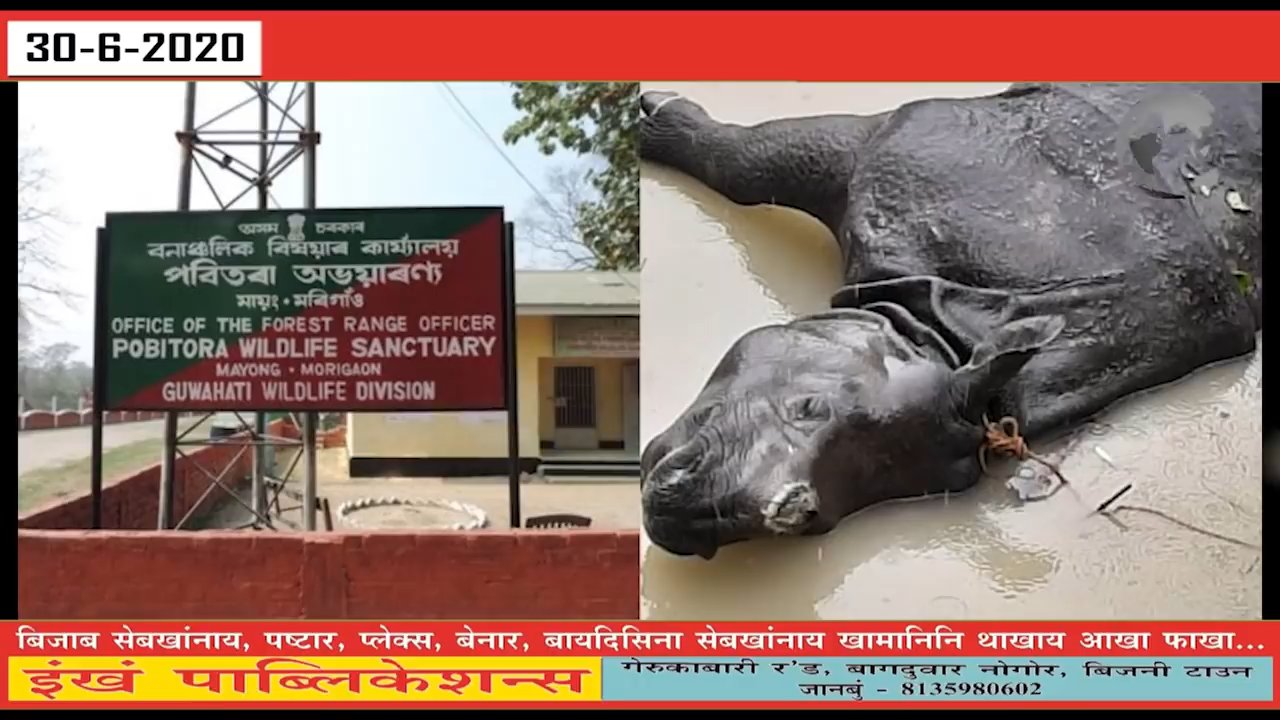 30-6-2020
অসম চৰকাৰ
বনাঞ্চলিক বিষয়াৰ কাৰ্য্যালয়
পবিতৰা অভয়াৰণ্য
মায়ং • মৰিগাঁও
OFFICE OF THE FOREST RANGE OFFICER
POBITORA WILDLIFE SANCTUARY
MAYONG • MORIGAON
GUWAHATI WILDLIFE DIVISION
बिजाब सेबखांनाय, पष्टार, प्लेक्स, बेनार, बायदिसिना सेबखांनाय खामानिनि थाखाय आखा फाखा...
इंखं पाब्लिकेशन्स
गेरुकाबारी र'ड, बागदुवार नोगोर, बिजनी टाउन
जानबुं - 8135980602